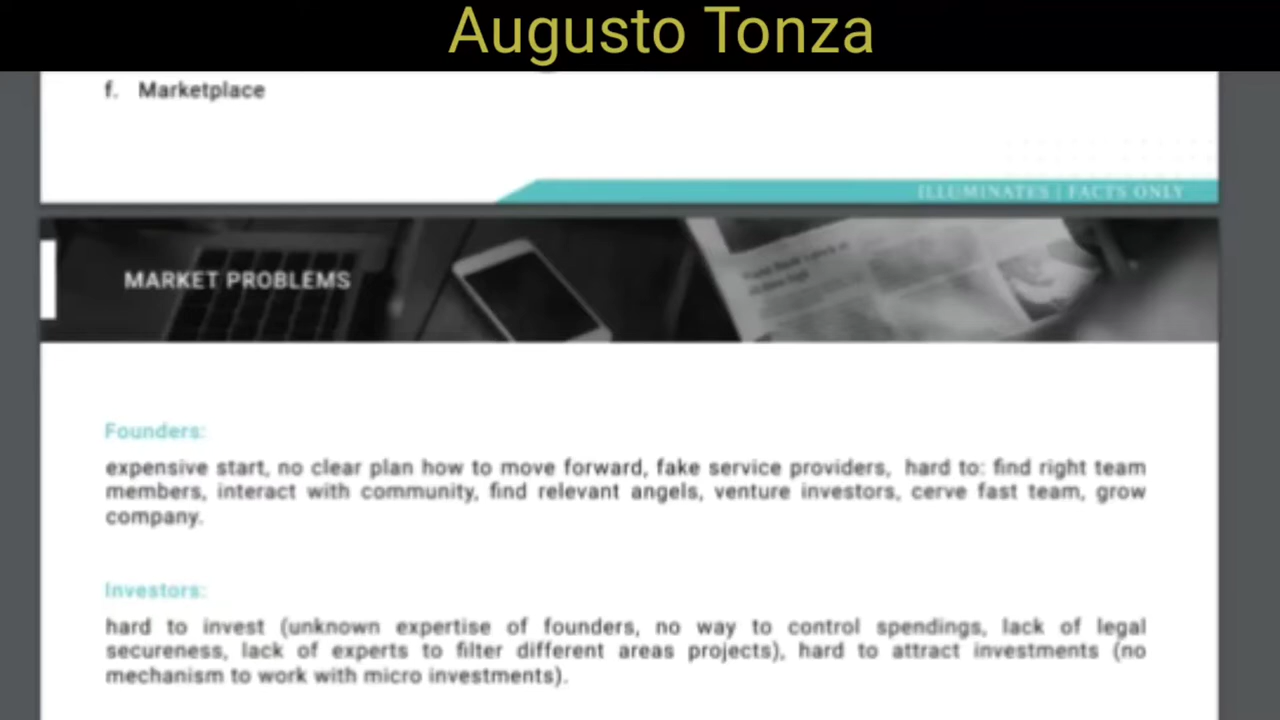 Augusto Tonza
f. Marketplace
ILLUMINATES | FACTS ONLY
MARKET PROBLEMS
Founders:
expensive start, no clear plan how to move forward, fake service providers, hard to: find right team
members, interact with community, find relevant angels, venture investors, cerve fast team, grow
company.
Investors:
hard to invest (unknown expertise of founders, no way to control spendings, lack of legal
secureness, lack of experts to filter different areas projects), hard to attract investments (no
mechanism to work with micro investments).